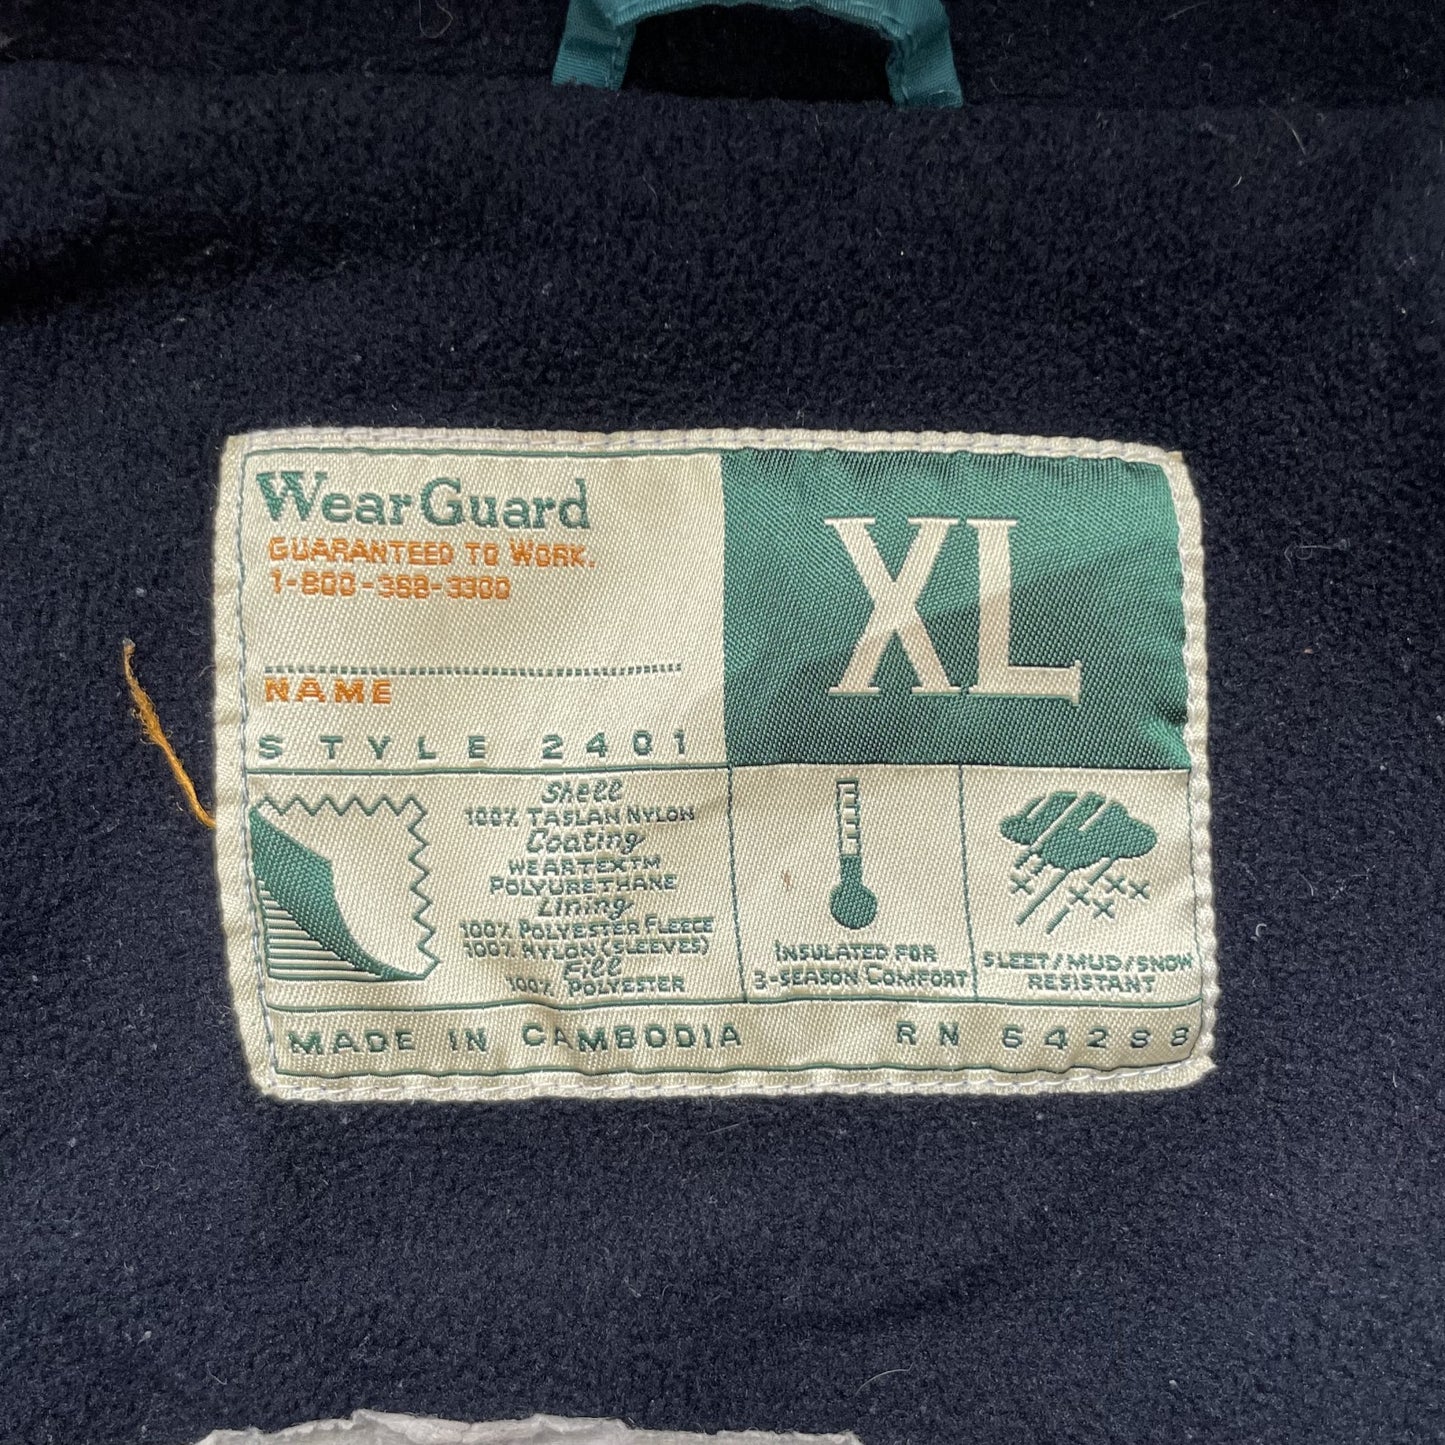 WearGuard
GUARANTEED TO WORK.
1-800-388-3300
XL
NAME
STYLE 2401
Shell
100% TASLAN NYLON
Coating
WEARTEXTM
POLYURETHANE
Lining
100% POLYESTER FLEECE
100% NYLON (SLEEVES)
Fill
100% POLYESTER
INSULATED FOR
3-SEASON COMFORT
SLEET/MUD/SNOW
RESISTANT
MADE IN CAMBODIA RN 54288